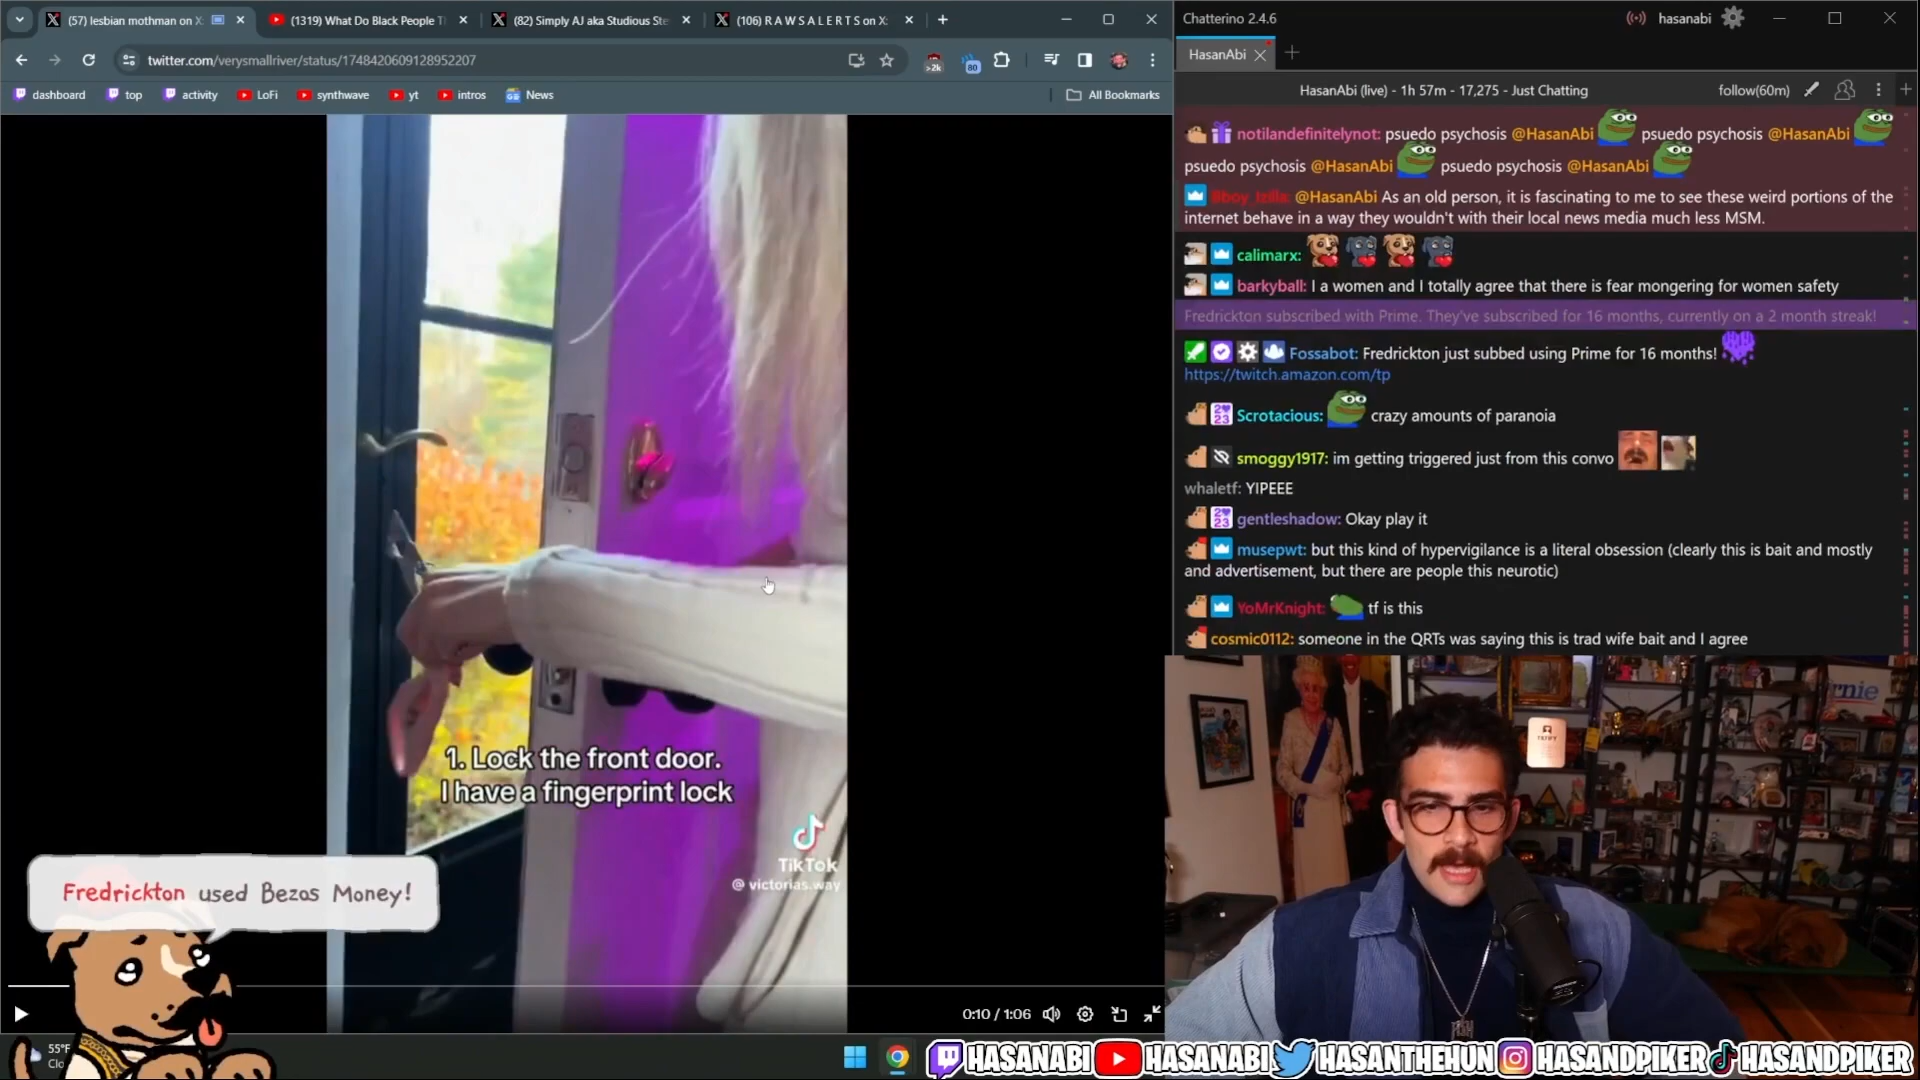 (57) lesbian mothman on X:
(1319) What Do Black People T
(82) Simply AJ aka Studious Ste
(106) R A W S A L E R T S on X:
twitter.com/verysmallriver/status/1748420609128952207
>2k
80
dashboard
top
activity
LoFi
synthwave
yt
intros
News
All Bookmarks
1. Lock the front door.
I have a fingerprint lock
TikTok
@ victorias.way
Fredrickton used Bezos Money!
0:10 / 1:06
55°F
Chatterino 2.4.6
hasanabi
HasanAbi
HasanAbi (live) - 1h 57m - 17,275 - Just Chatting
follow(60m)
notilandefinitelynot: psuedo psychosis @HasanAbi psuedo psychosis @HasanAbi
psuedo psychosis @HasanAbi psuedo psychosis @HasanAbi
@HasanAbi As an old person, it is fascinating to me to see these weird portions of the
internet behave in a way they wouldn't with their local news media much less MSM.
calimarx:
barkyball: I a women and I totally agree that there is fear mongering for women safety
Fredrickton subscribed with Prime. They've subscribed for 16 months, currently on a 2 month streak!
Fossabot: Fredrickton just subbed using Prime for 16 months!
https://twitch.amazon.com/tp
Scrotacious: crazy amounts of paranoia
smoggy1917: im getting triggered just from this convo
whaletf: YIPEEE
gentleshadow: Okay play it
musepwt: but this kind of hypervigilance is a literal obsession (clearly this is bait and mostly
and advertisement, but there are people this neurotic)
YoMrKnight: tf is this
cosmic0112: someone in the QRTs was saying this is trad wife bait and I agree
HASANABI
HASANABI
HASANTHEHUN
HASANDPIKER
HASANDPIKER